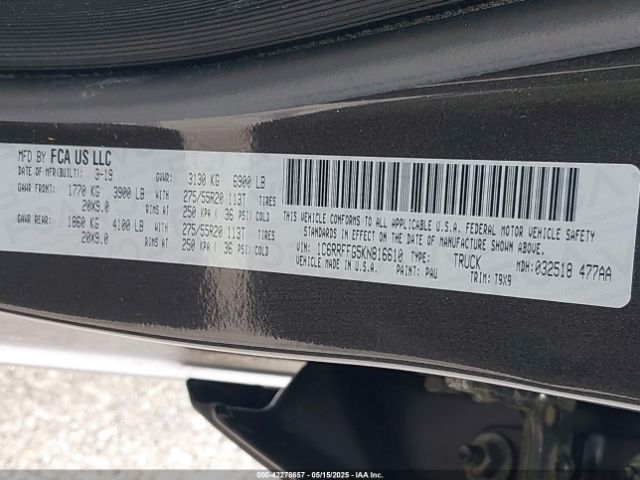 MFD BY FCA US LLC
DATE OF MFR(BUILT): 3-19 GVWR: 3130 KG 6900 LB
GAWR FRONT: 1770 KG 3900 LB WITH 275/55R20 113T TIRES
20X9.0 RIMS AT 250 KPA ( 36 PSI) COLD
GAWR REAR: 1860 KG 4100 LB WITH 275/55R20 113T TIRES
20X9.0 RIMS AT 250 KPA ( 36 PSI) COLD
THIS VEHICLE CONFORMS TO ALL APPLICABLE U.S.A. FEDERAL MOTOR VEHICLE SAFETY
STANDARDS IN EFFECT ON THE DATE OF MANUFACTURE SHOWN ABOVE.
VIN: 1C6RRFFG5KN816610 TYPE: TRUCK MDH: 032518 477AA
VEHICLE MADE IN U.S.A. PAINT: PAU TRIM: T9X9
000-42278657 - 05/15/2025 - IAA Inc.